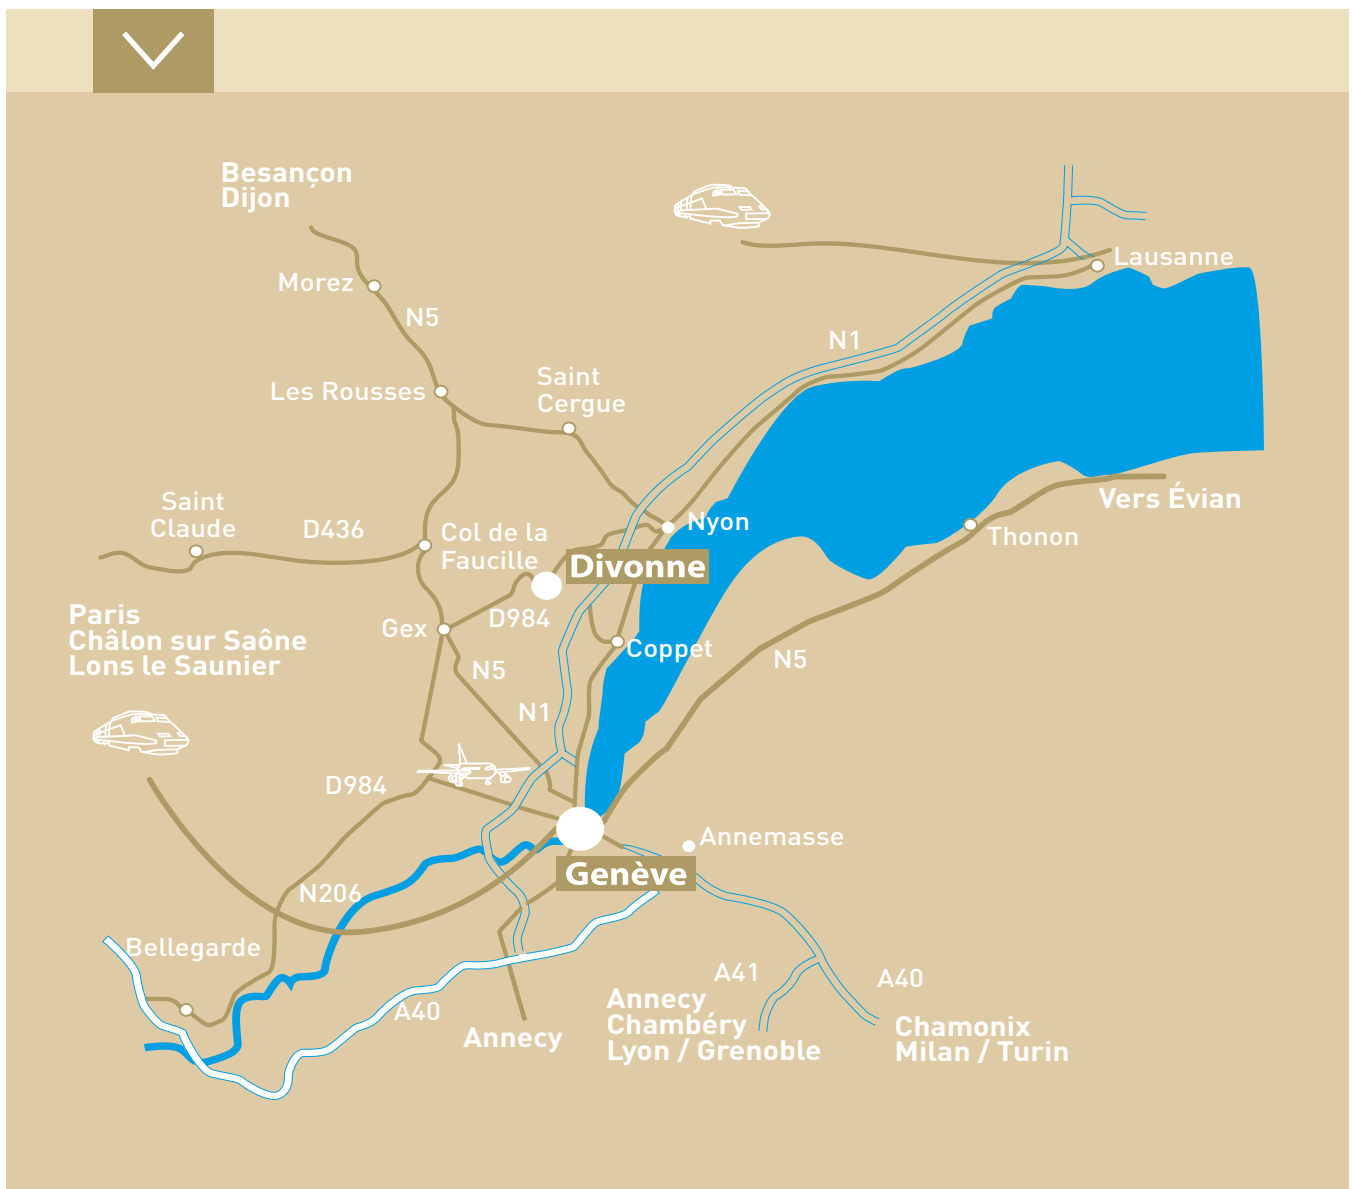 Besançon
Dijon
Lausanne
Morez
N5
N1
Les Rousses
Saint
Cergue
Saint
Claude
D436
Vers Évian
Nyon
Col de la
Faucille
Thonon
Divonne
Paris
Châlon sur Saône
Lons le Saunier
Gex
D984
Coppet
N5
N5
N1
D984
Annemasse
Genève
N206
Bellegarde
A41
A40
Annecy
Chambéry
Lyon / Grenoble
A40
Annecy
Chamonix
Milan / Turin